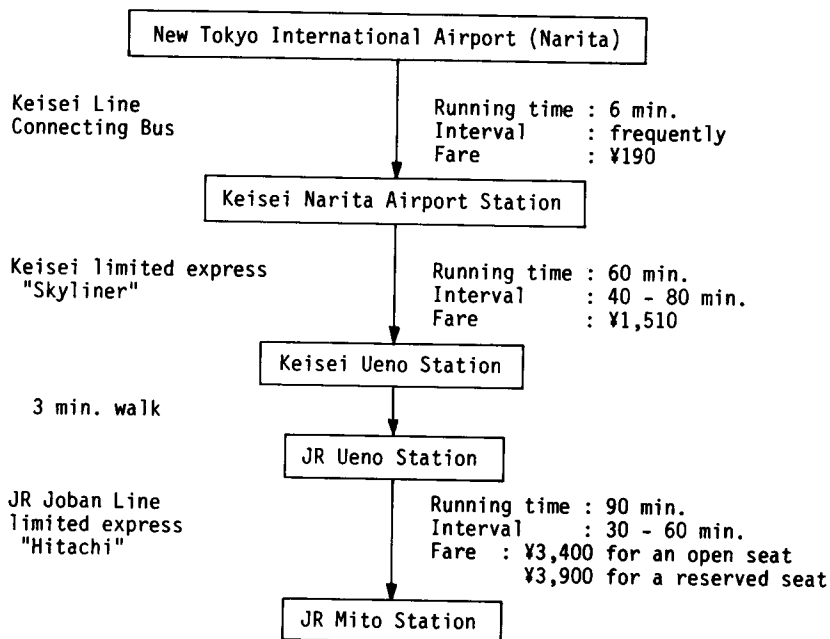 New Tokyo International Airport (Narita)
Keisei Line
Connecting Bus
Running time : 6 min.
Interval : frequently
Fare : ¥190
Keisei Narita Airport Station
Keisei limited express
"Skyliner"
Running time : 60 min.
Interval : 40 - 80 min.
Fare : ¥1,510
Keisei Ueno Station
3 min. walk
JR Ueno Station
JR Joban Line
limited express
"Hitachi"
Running time : 90 min.
Interval : 30 - 60 min.
Fare : ¥3,400 for an open seat
¥3,900 for a reserved seat
JR Mito Station